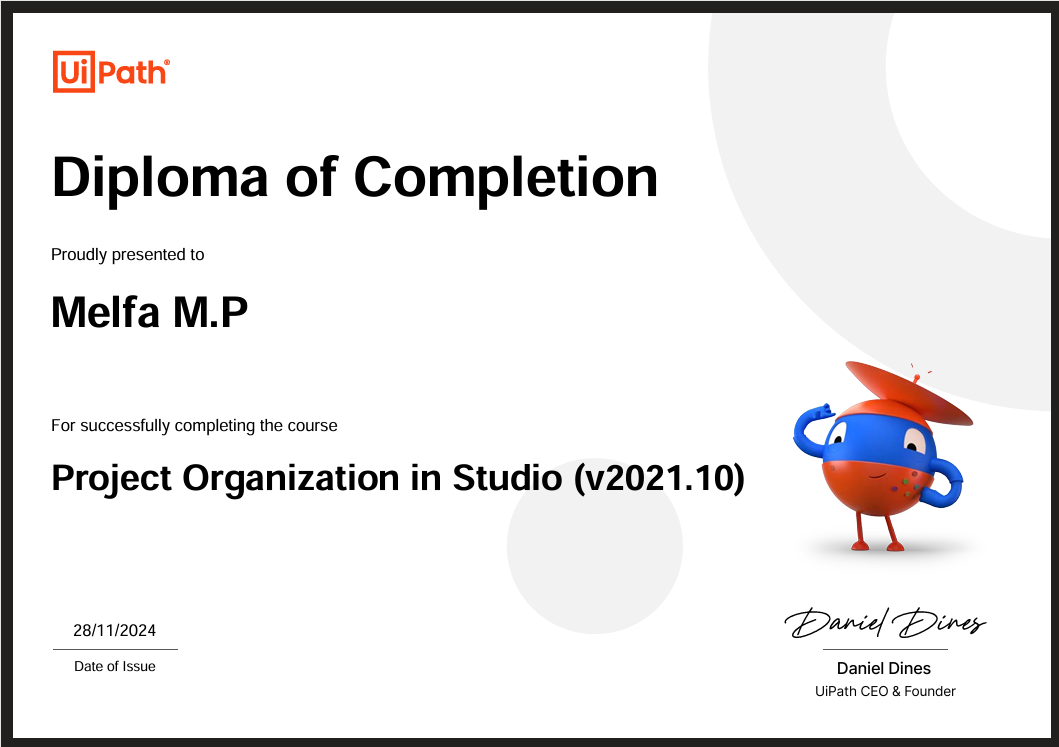 UiPath®
Diploma of Completion
Proudly presented to
Melfa M.P
For successfully completing the course
Project Organization in Studio (v2021.10)
28/11/2024
Date of Issue
Daniel Dines
Daniel Dines
UiPath CEO & Founder